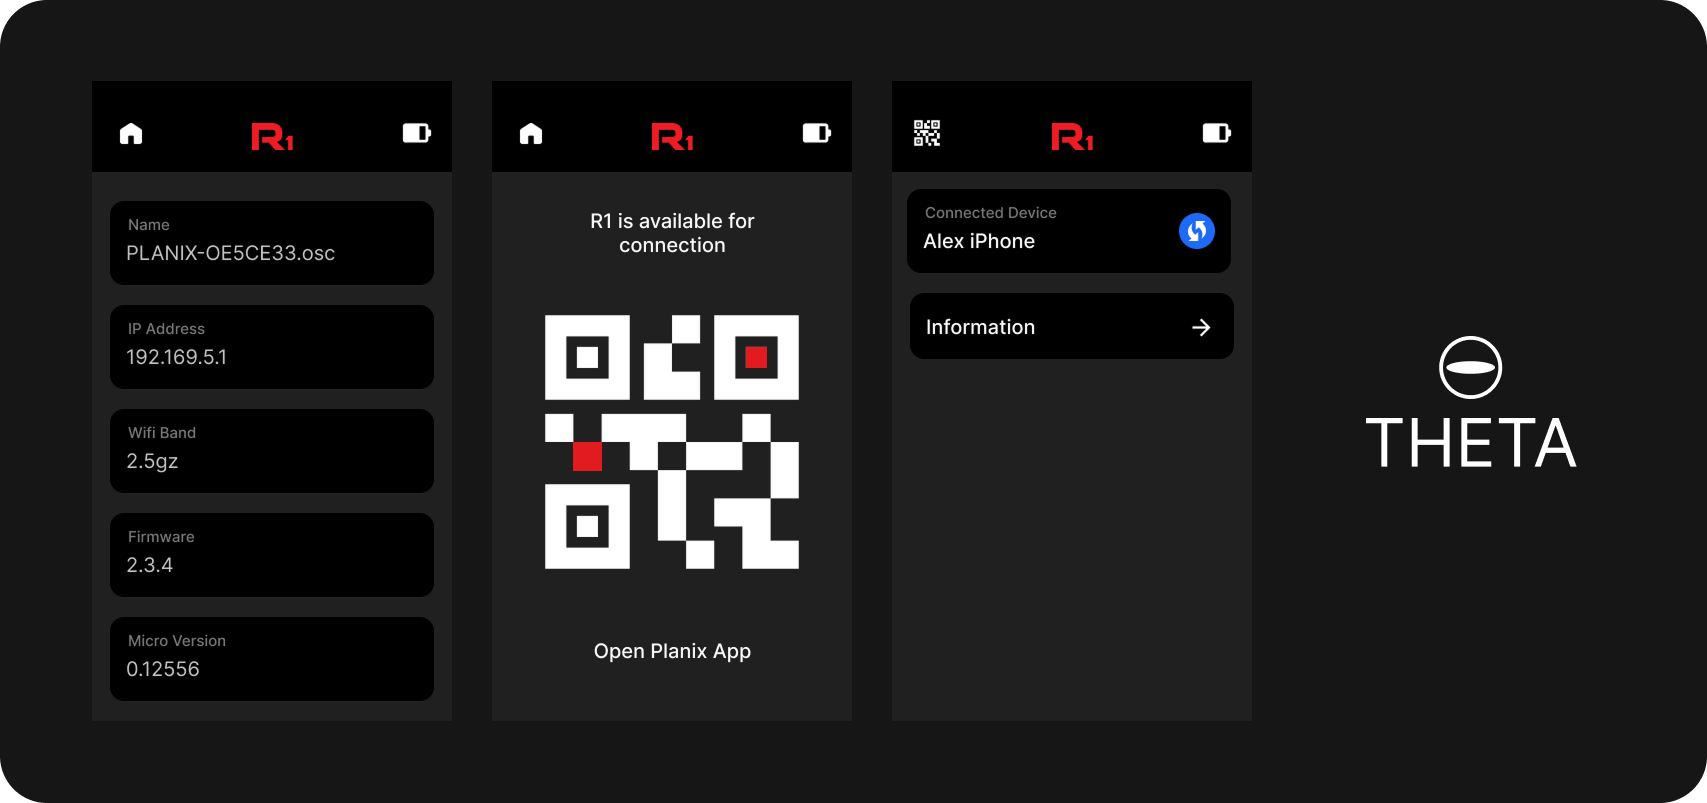 R1
Name
PLANIX-OE5CE33.osc
IP Address
192.169.5.1
Wifi Band
2.5gz
Firmware
2.3.4
Micro Version
0.12556
R1
R1 is available for
connection
Open Planix App
R1
Connected Device
Alex iPhone
Information
THETA